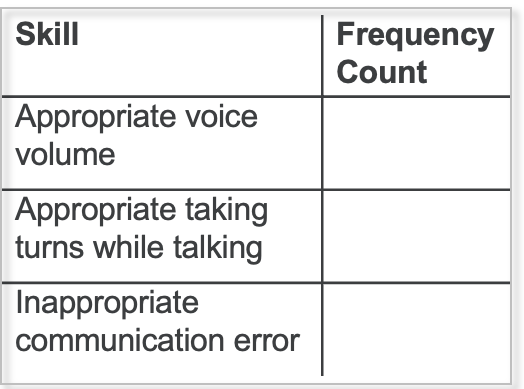 Skill
Frequency
Count
Appropriate voice
volume
Appropriate taking
turns while talking
Inappropriate
communication error